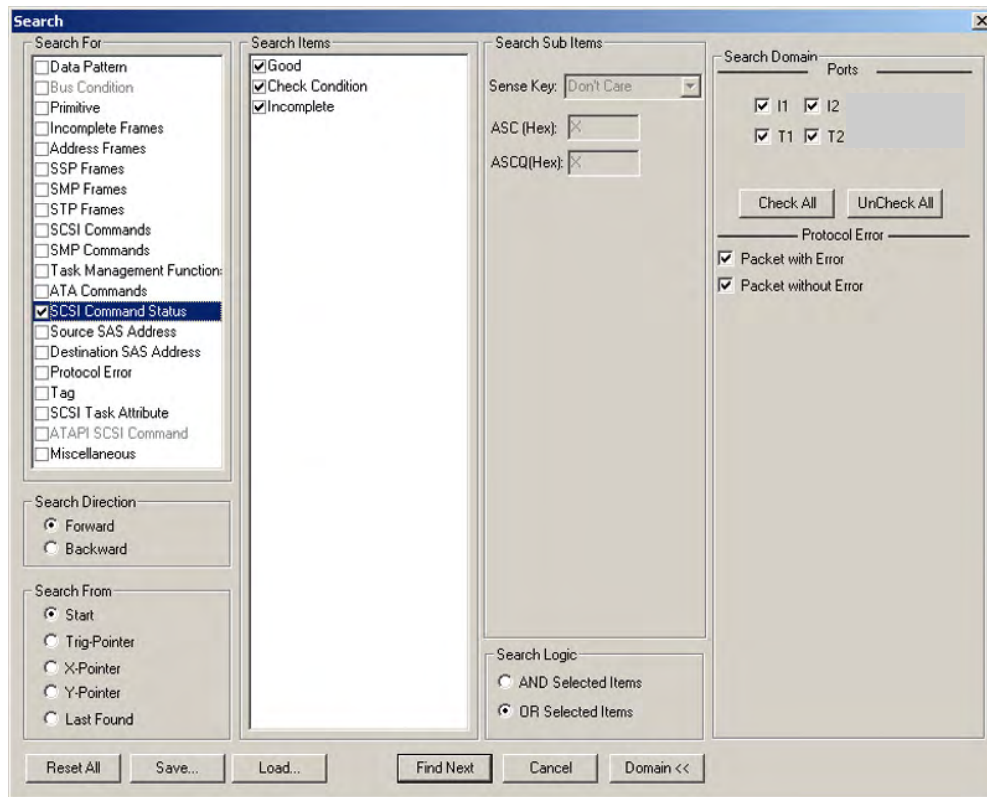 Search
Search For
Data Pattern
Bus Condition
Primitive
Incomplete Frames
Address Frames
SSP Frames
SMP Frames
STP Frames
SCSI Commands
SMP Commands
Task Management Function:
ATA Commands
SCSI Command Status
Source SAS Address
Destination SAS Address
Protocol Error
Tag
SCSI Task Attribute
ATAPI SCSI Command
Miscellaneous
Search Direction
Forward
Backward
Search From
Start
Trig-Pointer
X-Pointer
Y-Pointer
Last Found
Search Items
Good
Check Condition
Incomplete
Search Sub Items
Sense Key: Don't Care
ASC (Hex): X
ASCQ(Hex): X
Search Logic
AND Selected Items
OR Selected Items
Search Domain
Ports
I1 I2
T1 T2
Check All UnCheck All
Protocol Error
Packet with Error
Packet without Error
Reset All Save... Load... Find Next Cancel Domain <<